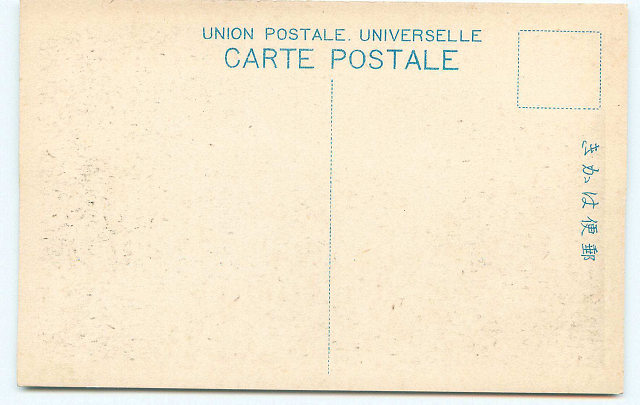 UNION POSTALE UNIVERSELLE
CARTE POSTALE
郵便はかき